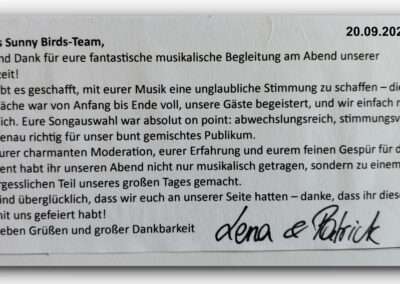 20.09.202
s Sunny Birds-Team,
nd Dank für eure fantastische musikalische Begleitung am Abend unserer
zeit!
bt es geschafft, mit eurer Musik eine unglaubliche Stimmung zu schaffen – die
äche war von Anfang bis Ende voll, unsere Gäste begeistert, und wir einfach n
lich. Eure Songauswahl war absolut on point: abwechslungsreich, stimmungsv
enau richtig für unser bunt gemischtes Publikum.
urer charmanten Moderation, eurer Erfahrung und eurem feinen Gespür für d
ent habt ihr unseren Abend nicht nur musikalisch getragen, sondern zu einem
rgesslichen Teil unseres großen Tages gemacht.
ind überglücklich, dass wir euch an unserer Seite hatten – danke, dass ihr diese
mit uns gefeiert habt!
eben Grüßen und großer Dankbarkeit Lena & Patrick